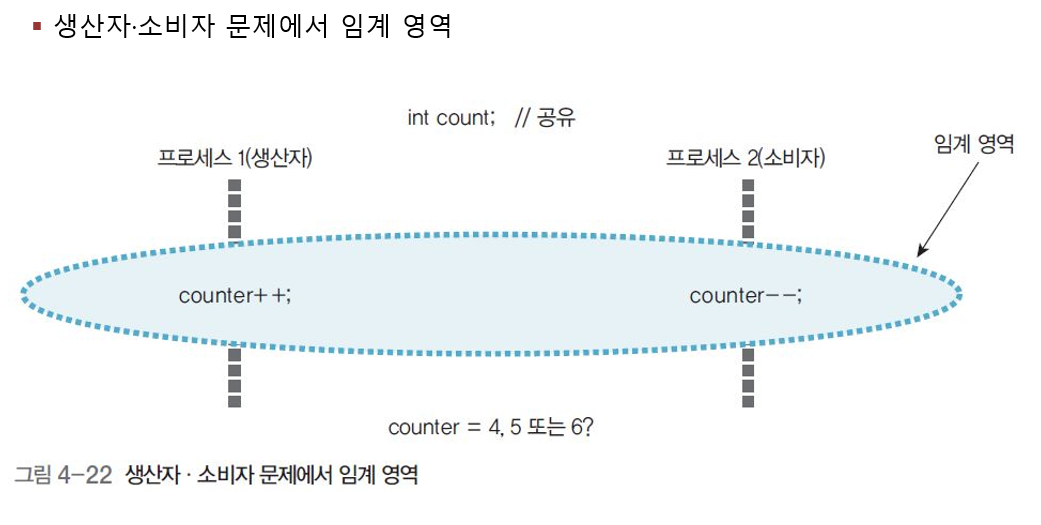 ▪ 생산자·소비자 문제에서 임계 영역
int count; // 공유
임계 영역
프로세스 1(생산자) 프로세스 2(소비자)
counter++; counter--;
counter = 4, 5 또는 6?
그림 4-22 생산자 · 소비자 문제에서 임계 영역